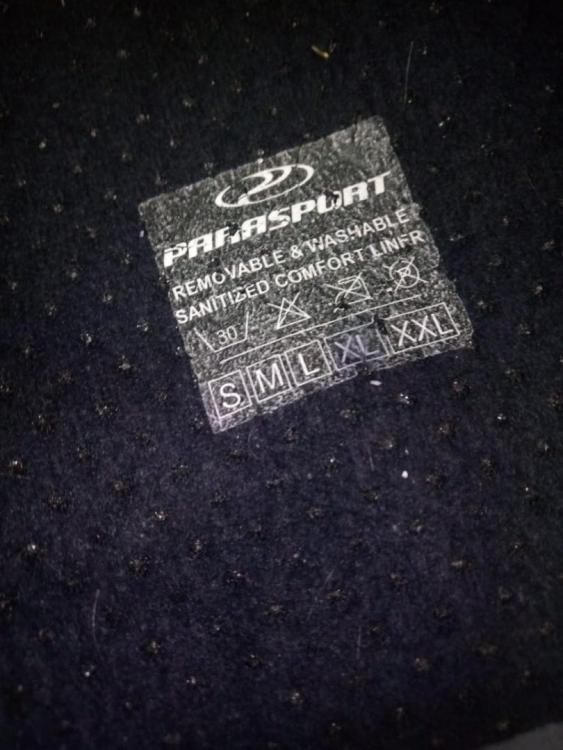 PARASPORT
REMOVABLE & WASHABLE
SANITIZED COMFORT LINER
30
S M L XL XXL